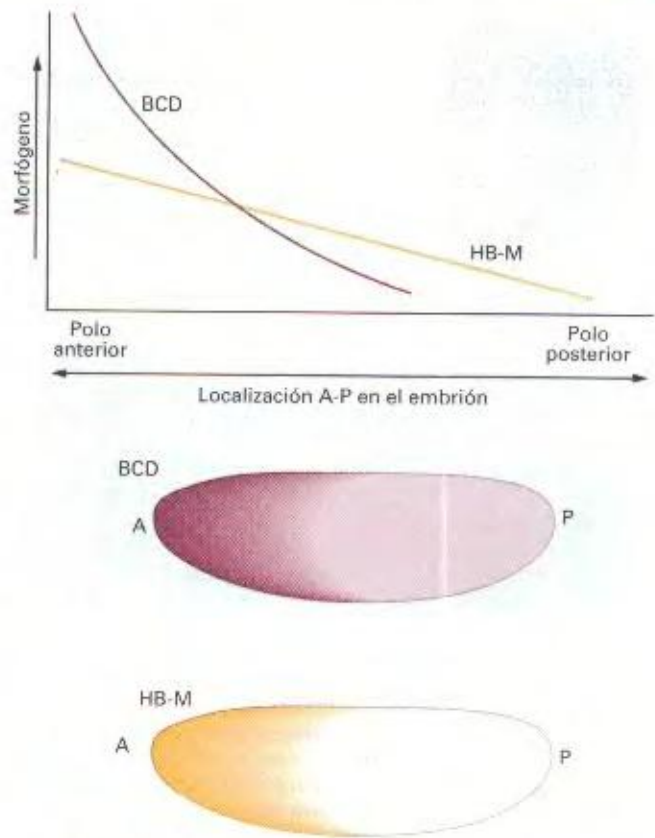 Morfógeno
BCD
HB-M
Polo
anterior
Polo
posterior
Localización A-P en el embrión
BCD
A
P
HB-M
A
P